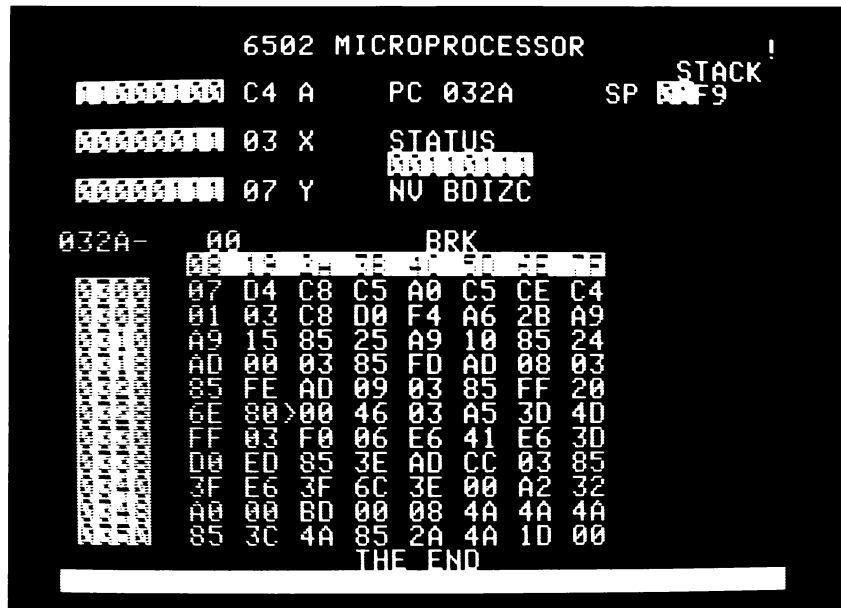 6502 MICROPROCESSOR !
STACK
C4 A PC 032A SP F9
03 X STATUS
07 Y NV BDIZC
032A- 00 BRK
07 D4 C8 C5 A0 C5 CE C4
01 03 C8 D0 F4 A6 2B A9
A9 15 85 25 A9 10 85 24
AD 00 03 85 FD AD 08 03
85 FE AD 09 03 85 FF 20
6E 80>00 46 03 A5 3D 4D
FF 03 F0 06 E6 41 E6 3D
D0 ED 85 3E AD CC 03 85
3F E6 3F 6C 3E 00 A2 32
A0 00 BD 00 08 4A 4A 4A
85 3C 4A 85 2A 4A 1D 00
THE END